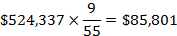 $524,337 × 9/55 = $85,801